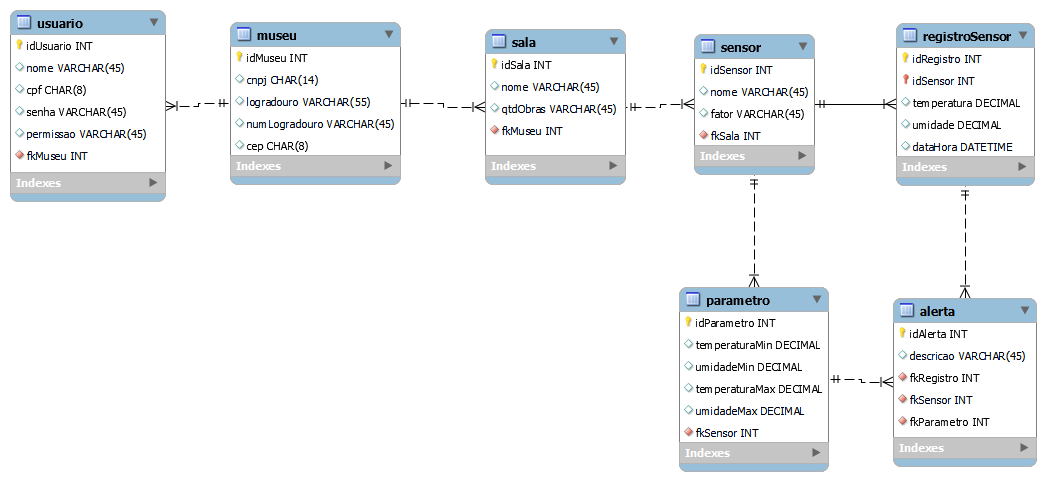 usuario
idUsuario INT
nome VARCHAR(45)
cpf CHAR(8)
senha VARCHAR(45)
permissao VARCHAR(45)
fkMuseu INT
Indexes
museu
idMuseu INT
cnpj CHAR(14)
logradouro VARCHAR(55)
numLogradouro VARCHAR(45)
cep CHAR(8)
Indexes
sala
idSala INT
nome VARCHAR(45)
qtdObras VARCHAR(45)
fkMuseu INT
Indexes
sensor
idSensor INT
nome VARCHAR(45)
fator VARCHAR(45)
fkSala INT
Indexes
registroSensor
idRegistro INT
idSensor INT
temperatura DECIMAL
umidade DECIMAL
dataHora DATETIME
Indexes
parametro
idParametro INT
temperaturaMin DECIMAL
umidadeMin DECIMAL
temperaturaMax DECIMAL
umidadeMax DECIMAL
fkSensor INT
Indexes
alerta
idAlerta INT
descricao VARCHAR(45)
fkRegistro INT
fkSensor INT
fkParametro INT
Indexes